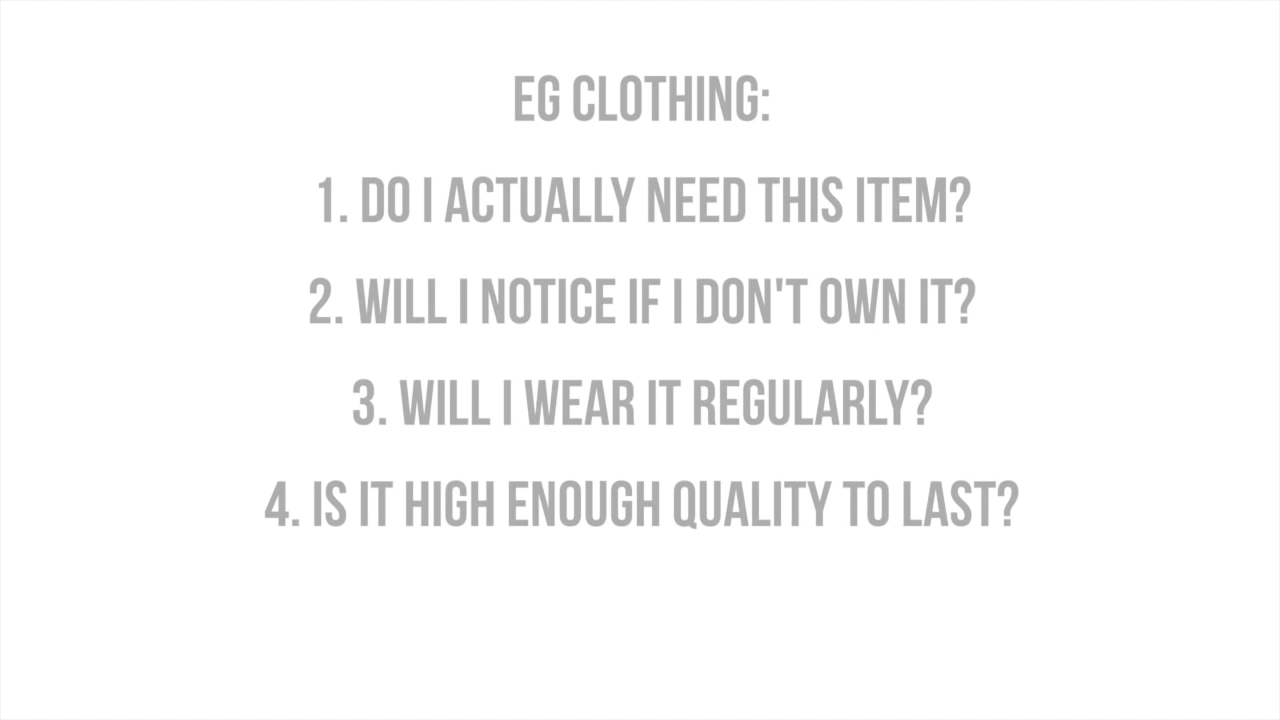 EG CLOTHING:
1. DO I ACTUALLY NEED THIS ITEM?
2. WILL I NOTICE IF I DON'T OWN IT?
3. WILL I WEAR IT REGULARLY?
4. IS IT HIGH ENOUGH QUALITY TO LAST?